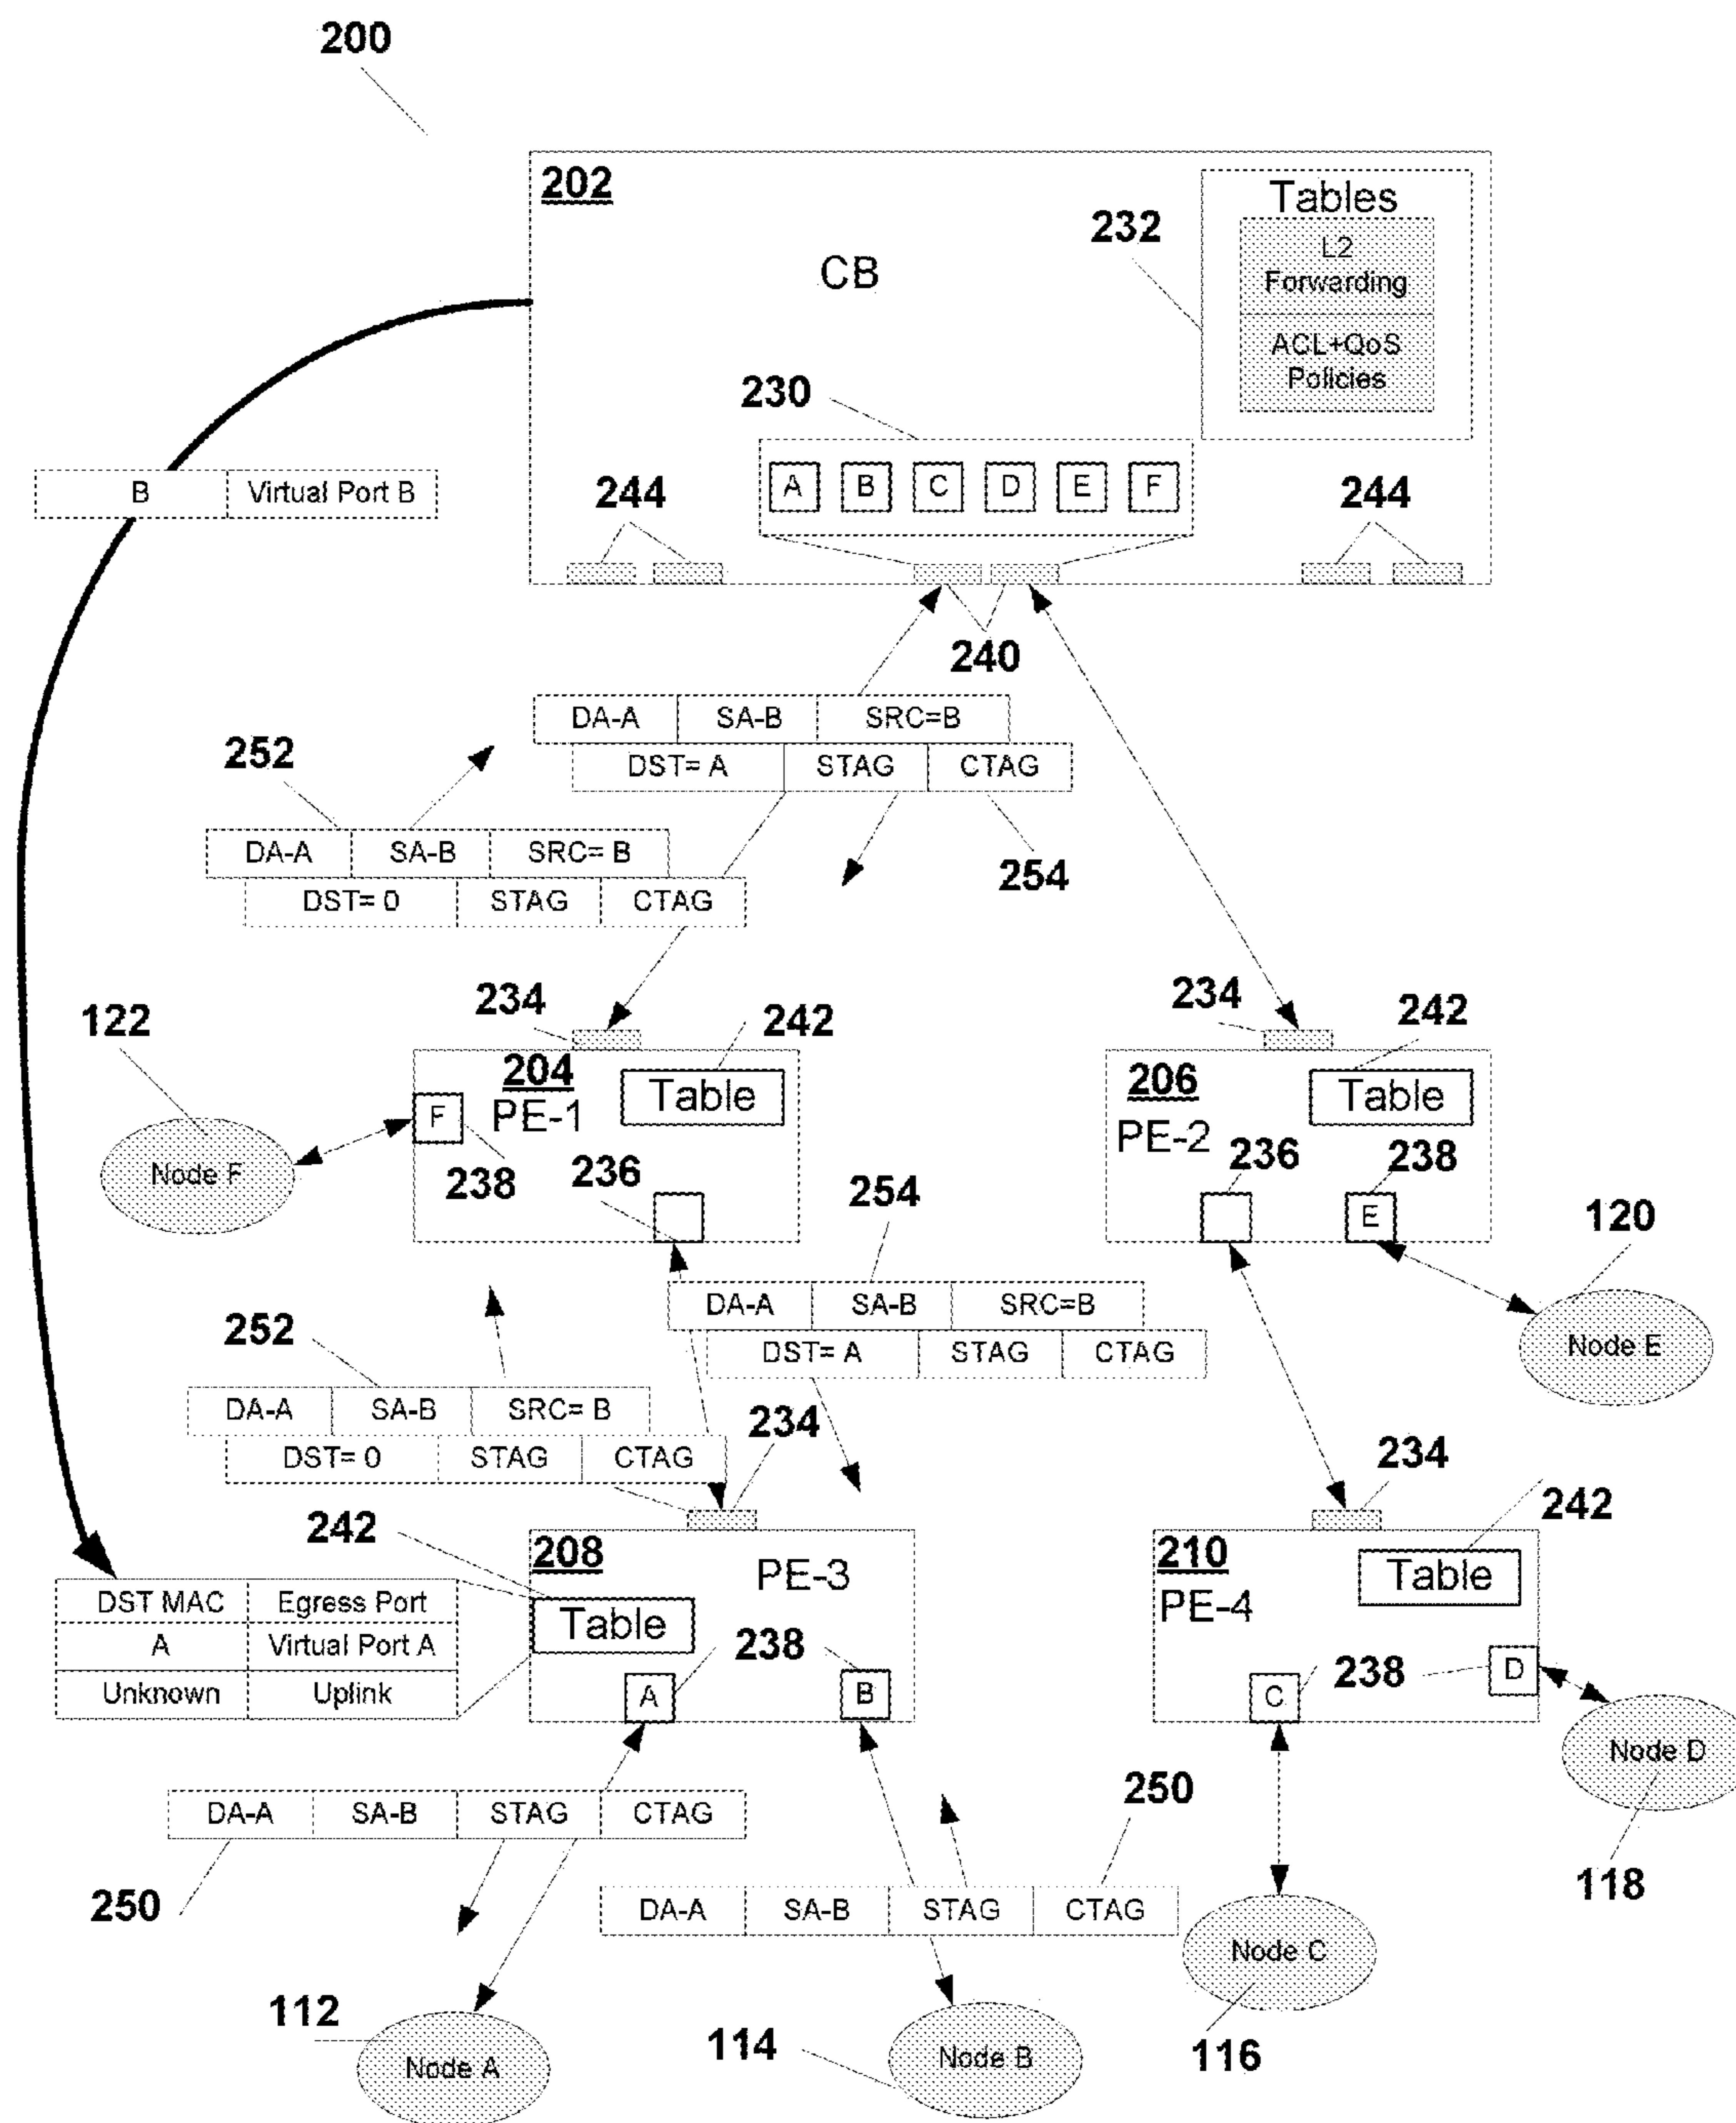 200
202
Tables
232
L2
Forwarding
CB
ACL+QoS
Policies
230
B
Virtual Port B
244
A
B
C
D
E
F
244
240
DA-A
SA-B
SRC=B
252
DST= A
STAG
CTAG
DA-A
SA-B
SRC= B
254
DST= 0
STAG
CTAG
122
234
242
234
242
204
Table
206
Table
F
PE-1
PE-2
Node F
238
236
236
238
254
E
120
DA-A
SA-B
SRC=B
252
DST= A
STAG
CTAG
Node E
DA-A
SA-B
SRC= B
234
DST= 0
STAG
CTAG
234
242
242
208
PE-3
210
Table
DST MAC
Egress Port
PE-4
A
Virtual Port A
Table
238
Unknown
Uplink
A
B
C
238
D
Node D
DA-A
SA-B
STAG
CTAG
250
250
DA-A
SA-B
STAG
CTAG
118
Node C
112
114
116
Node A
Node B